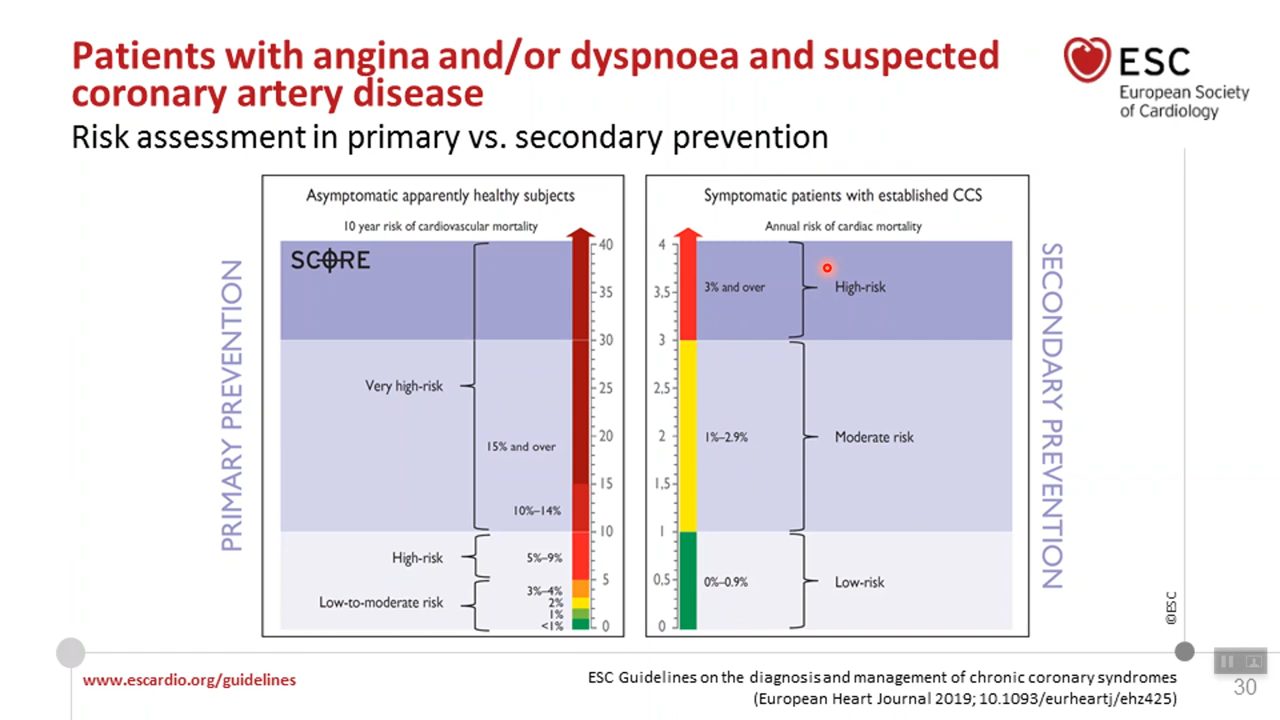 Patients with angina and/or dyspnoea and suspected
coronary artery disease
Risk assessment in primary vs. secondary prevention
ESC
European Society
of Cardiology
PRIMARY PREVENTION
Asymptomatic apparently healthy subjects
10 year risk of cardiovascular mortality
SCORE
40
35
30
Very high-risk
25
20
15% and over
15
10%–14%
10
High-risk
5%–9%
5
3%–4%
Low-to-moderate risk
2%
1%
<1%
0
Symptomatic patients with established CCS
Annual risk of cardiac mortality
4
3,5
3% and over
High-risk
3
2,5
2
1%–2.9%
Moderate risk
1,5
1
0,5
0%–0.9%
Low-risk
0
SECONDARY PREVENTION
©ESC
www.escardio.org/guidelines
ESC Guidelines on the diagnosis and management of chronic coronary syndromes
(European Heart Journal 2019; 10.1093/eurheartj/ehz425)
30